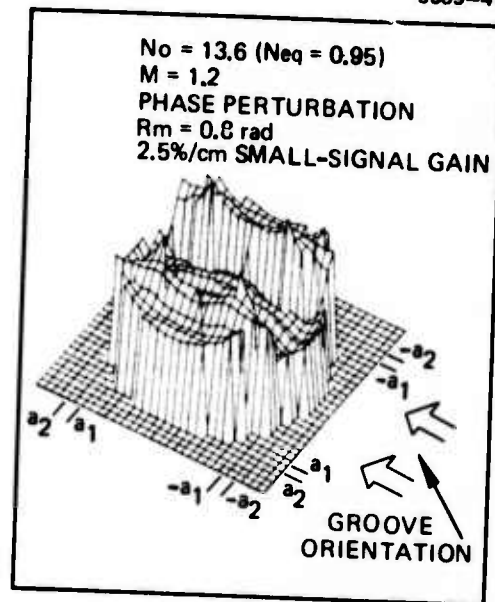 No = 13.6 (Neq = 0.95)
M = 1.2
PHASE PERTURBATION
Rm = 0.8 rad
2.5%/cm SMALL-SIGNAL GAIN
-a2
-a1
a2 a1
-a1 -a2
a1
a2
GROOVE
ORIENTATION